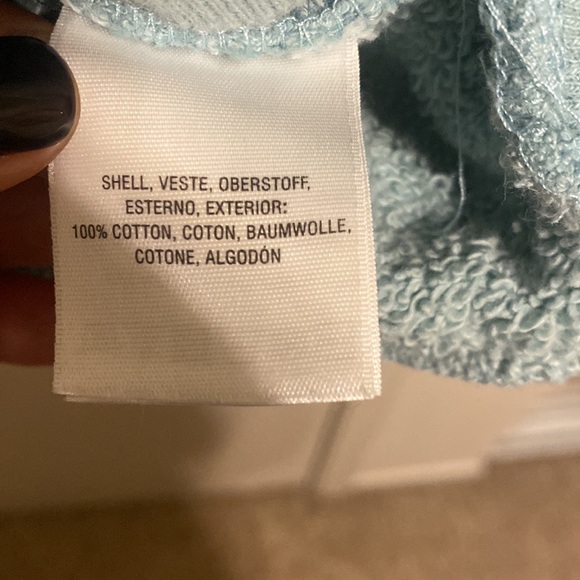 SHELL, VESTE, OBERSTOFF,
ESTERNO, EXTERIOR:
100% COTTON, COTON, BAUMWOLLE,
COTONE, ALGODÓN